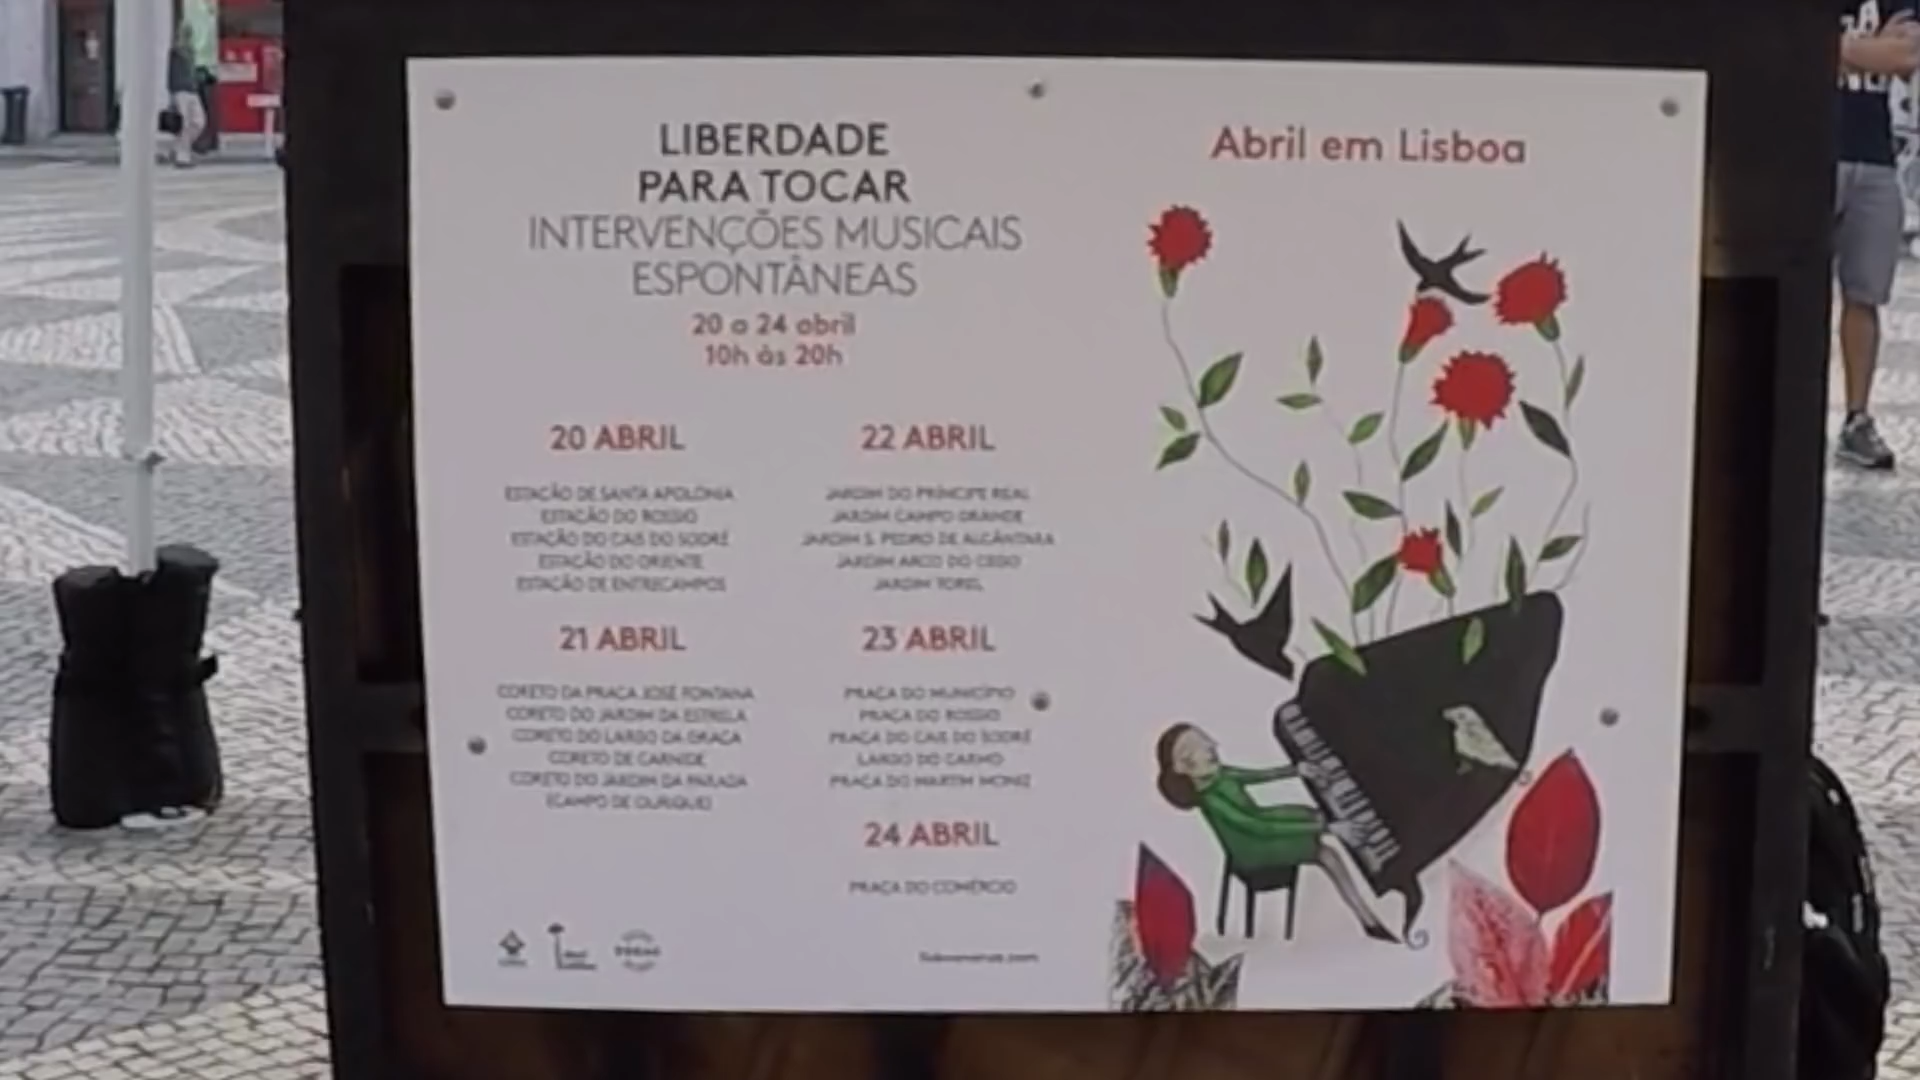 LIBERDADE
PARA TOCAR
INTERVENÇÕES MUSICAIS
ESPONTÂNEAS
20 a 24 abril
10h às 20h
20 ABRIL
ESTAÇÃO DE SANTA APOLÓNIA
ESTAÇÃO DO ROSSIO
ESTAÇÃO DO CAIS DO SODRÉ
ESTAÇÃO DO ORIENTE
ESTAÇÃO DE ENTRECAMPOS
21 ABRIL
CORETO DA PRAÇA JOSÉ FONTANA
CORETO DO JARDIM DA ESTRELA
CORETO DO LARGO DA GRAÇA
CORETO DE CARNIDE
CORETO DO JARDIM DA PARADA
(CAMPO DE OURIQUE)
22 ABRIL
JARDIM DO PRÍNCIPE REAL
JARDIM CAMPO GRANDE
JARDIM S. PEDRO DE ALCÂNTARA
JARDIM ARCO DO CEGO
JARDIM TOREL
23 ABRIL
PRAÇA DO MUNICÍPIO
PRAÇA DO ROSSIO
PRAÇA DO CAIS DO SODRÉ
LARGO DO CARMO
PRAÇA DO MARTIM MONIZ
24 ABRIL
PRAÇA DO COMÉRCIO
Abril em Lisboa